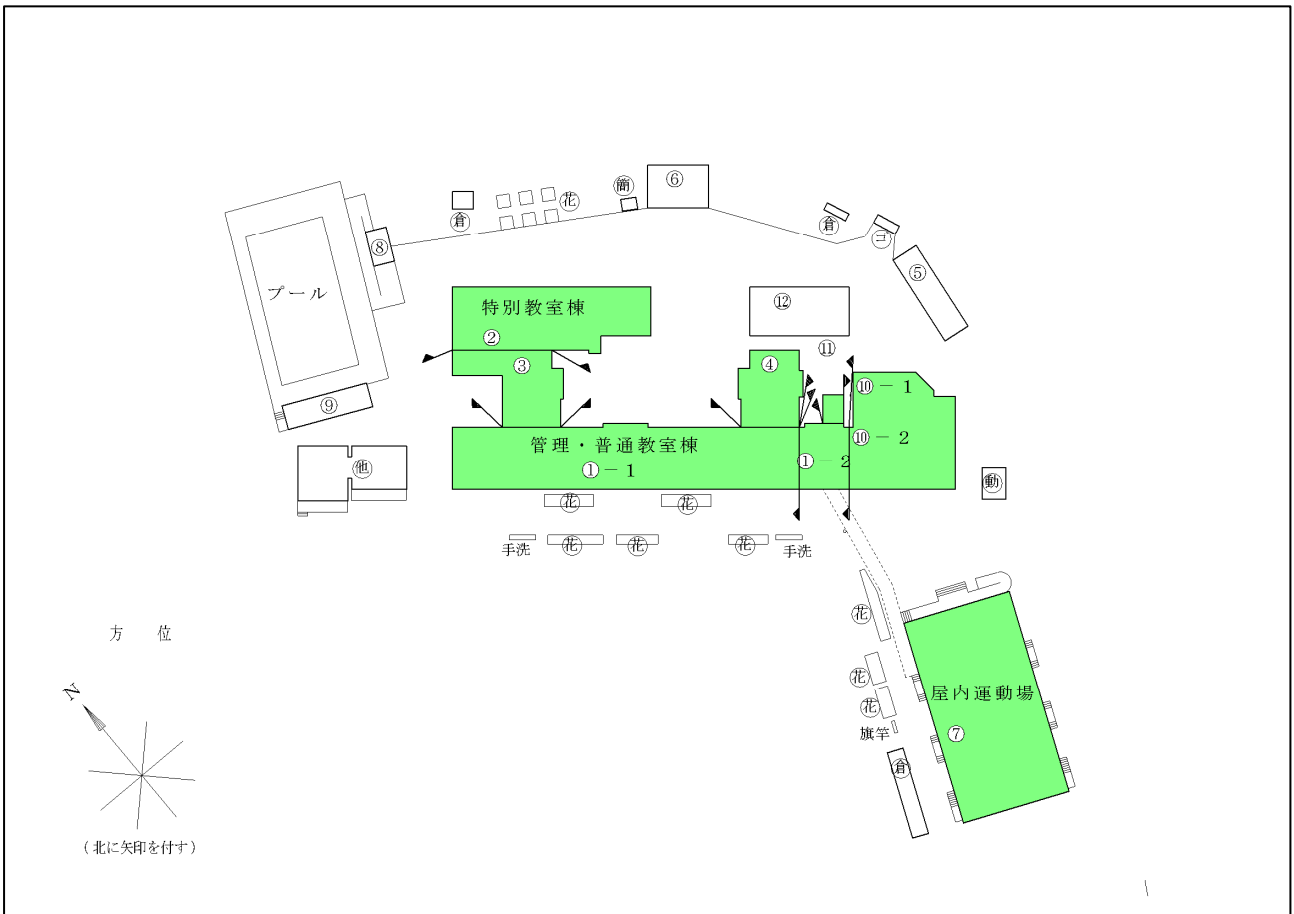 ⑥
簡
花
倉
倉
ゴ
⑧
⑤
プール
特別教室棟
②
⑫
⑪
③
④
⑩－1
⑨
管理・普通教室棟
①－1
①－2
⑩－2
他
動
花
花
手洗
花
花
花
手洗
花
方　位
N
花
花
屋内運動場
旗竿
⑦
倉
(北に矢印を付す)